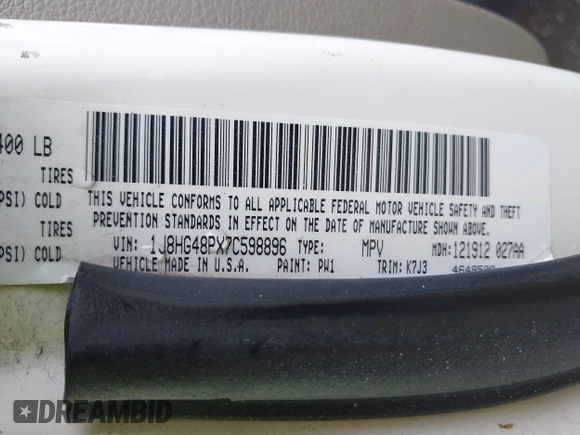 400 LB
TIRES
PSI) COLD
TIRES
PSI) COLD
THIS VEHICLE CONFORMS TO ALL APPLICABLE FEDERAL MOTOR VEHICLE SAFETY AND THEFT
PREVENTION STANDARDS IN EFFECT ON THE DATE OF MANUFACTURE SHOWN ABOVE.
VIN: 1J8HG48PX7C598896 TYPE: MPV MDH: 121912 027AA
VEHICLE MADE IN U.S.A. PAINT: PW1 TRIM: K7J3
DREAMBID